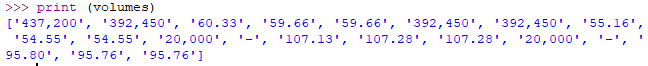 >>> print (volumes)
['437,200', '392,450', '60.33', '59.66', '59.66', '392,450', '392,450', '55.16',
 '54.55', '54.55', '20,000', '-', '107.13', '107.28', '107.28', '20,000', '-', '
95.80', '95.76', '95.76']